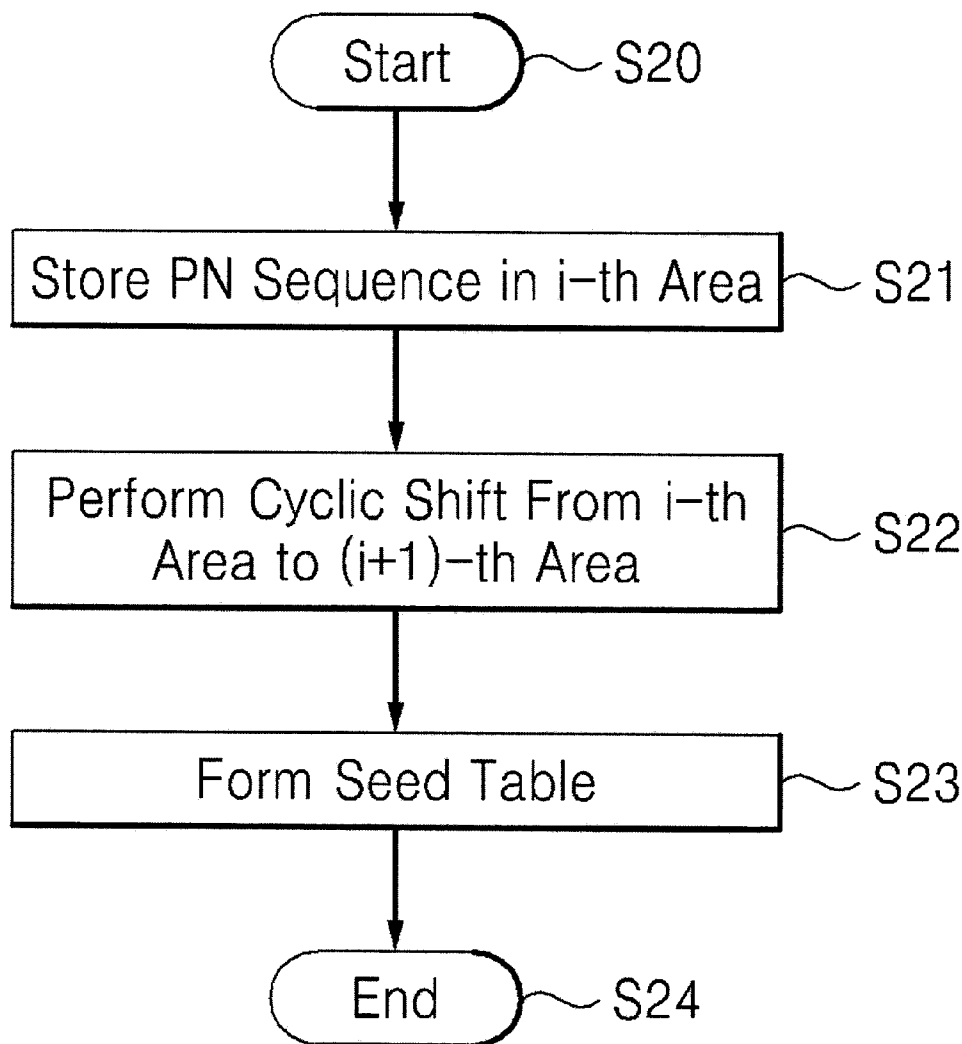 Start
S20
Store PN Sequence in i-th Area
S21
Perform Cyclic Shift From i-th
Area to (i+1)-th Area
S22
Form Seed Table
S23
End
S24